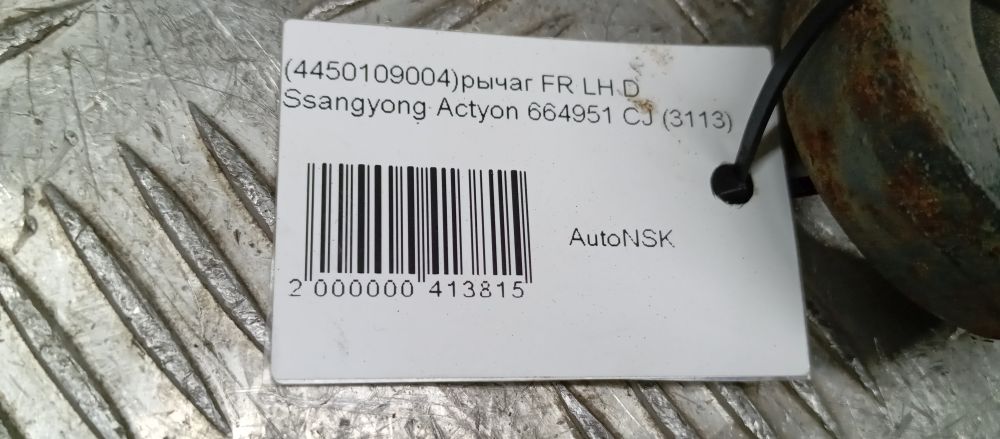 (4450109004)рычаг FR LH D
Ssangyong Actyon 664951 CJ (3113)
AutoNSK
2 000000 413815